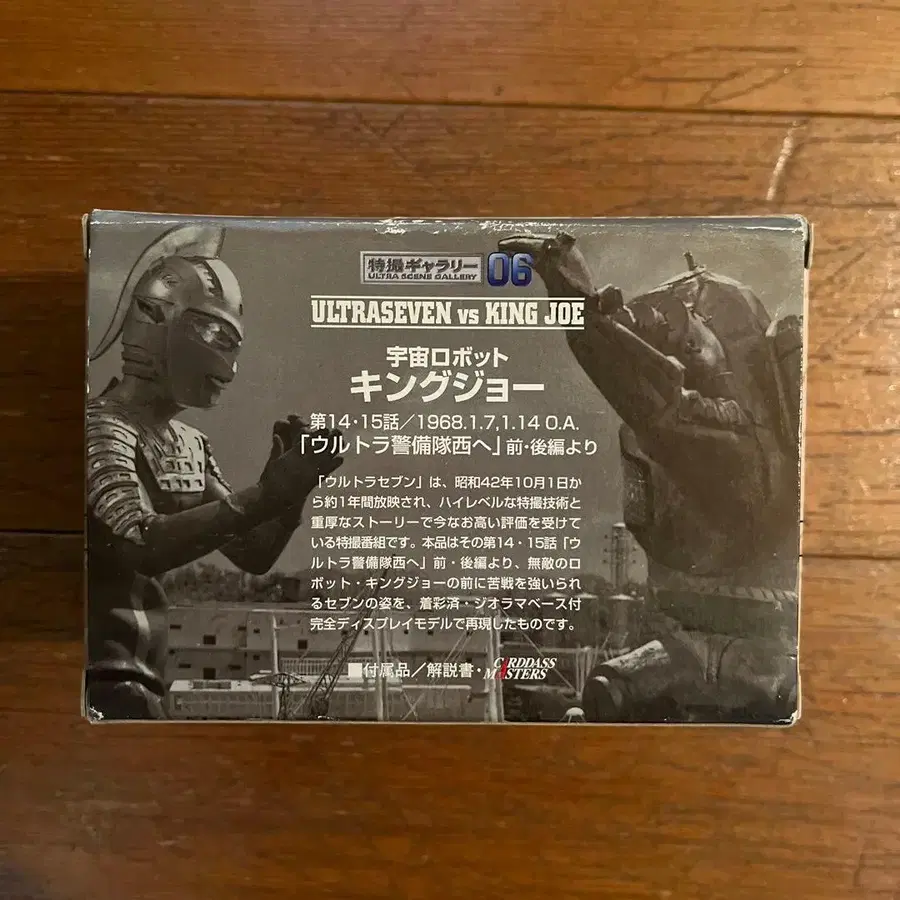 特撮ギャラリー 06
ULTRA SCENE GALLERY
ULTRASEVEN vs KING JOE
宇宙ロボット
キングジョー
第14・15話／1968.1.7,1.14 O.A.
「ウルトラ警備隊西へ」前・後編より
「ウルトラセブン」は、昭和42年10月1日か
ら約1年間放映され、ハイレベルな特撮技術と
重厚なストーリーで今なお高い評価を受けて
いる特撮番組です。本品はその第14・15話「ウ
ルトラ警備隊西へ」前・後編より、無敵のロ
ボット・キングジョーの前に苦戦を強いられ
るセブンの姿を、着彩済・ジオラマベース付
完全ディスプレイモデルで再現したものです。
■付属品／解説書・CARDDASS MASTERS